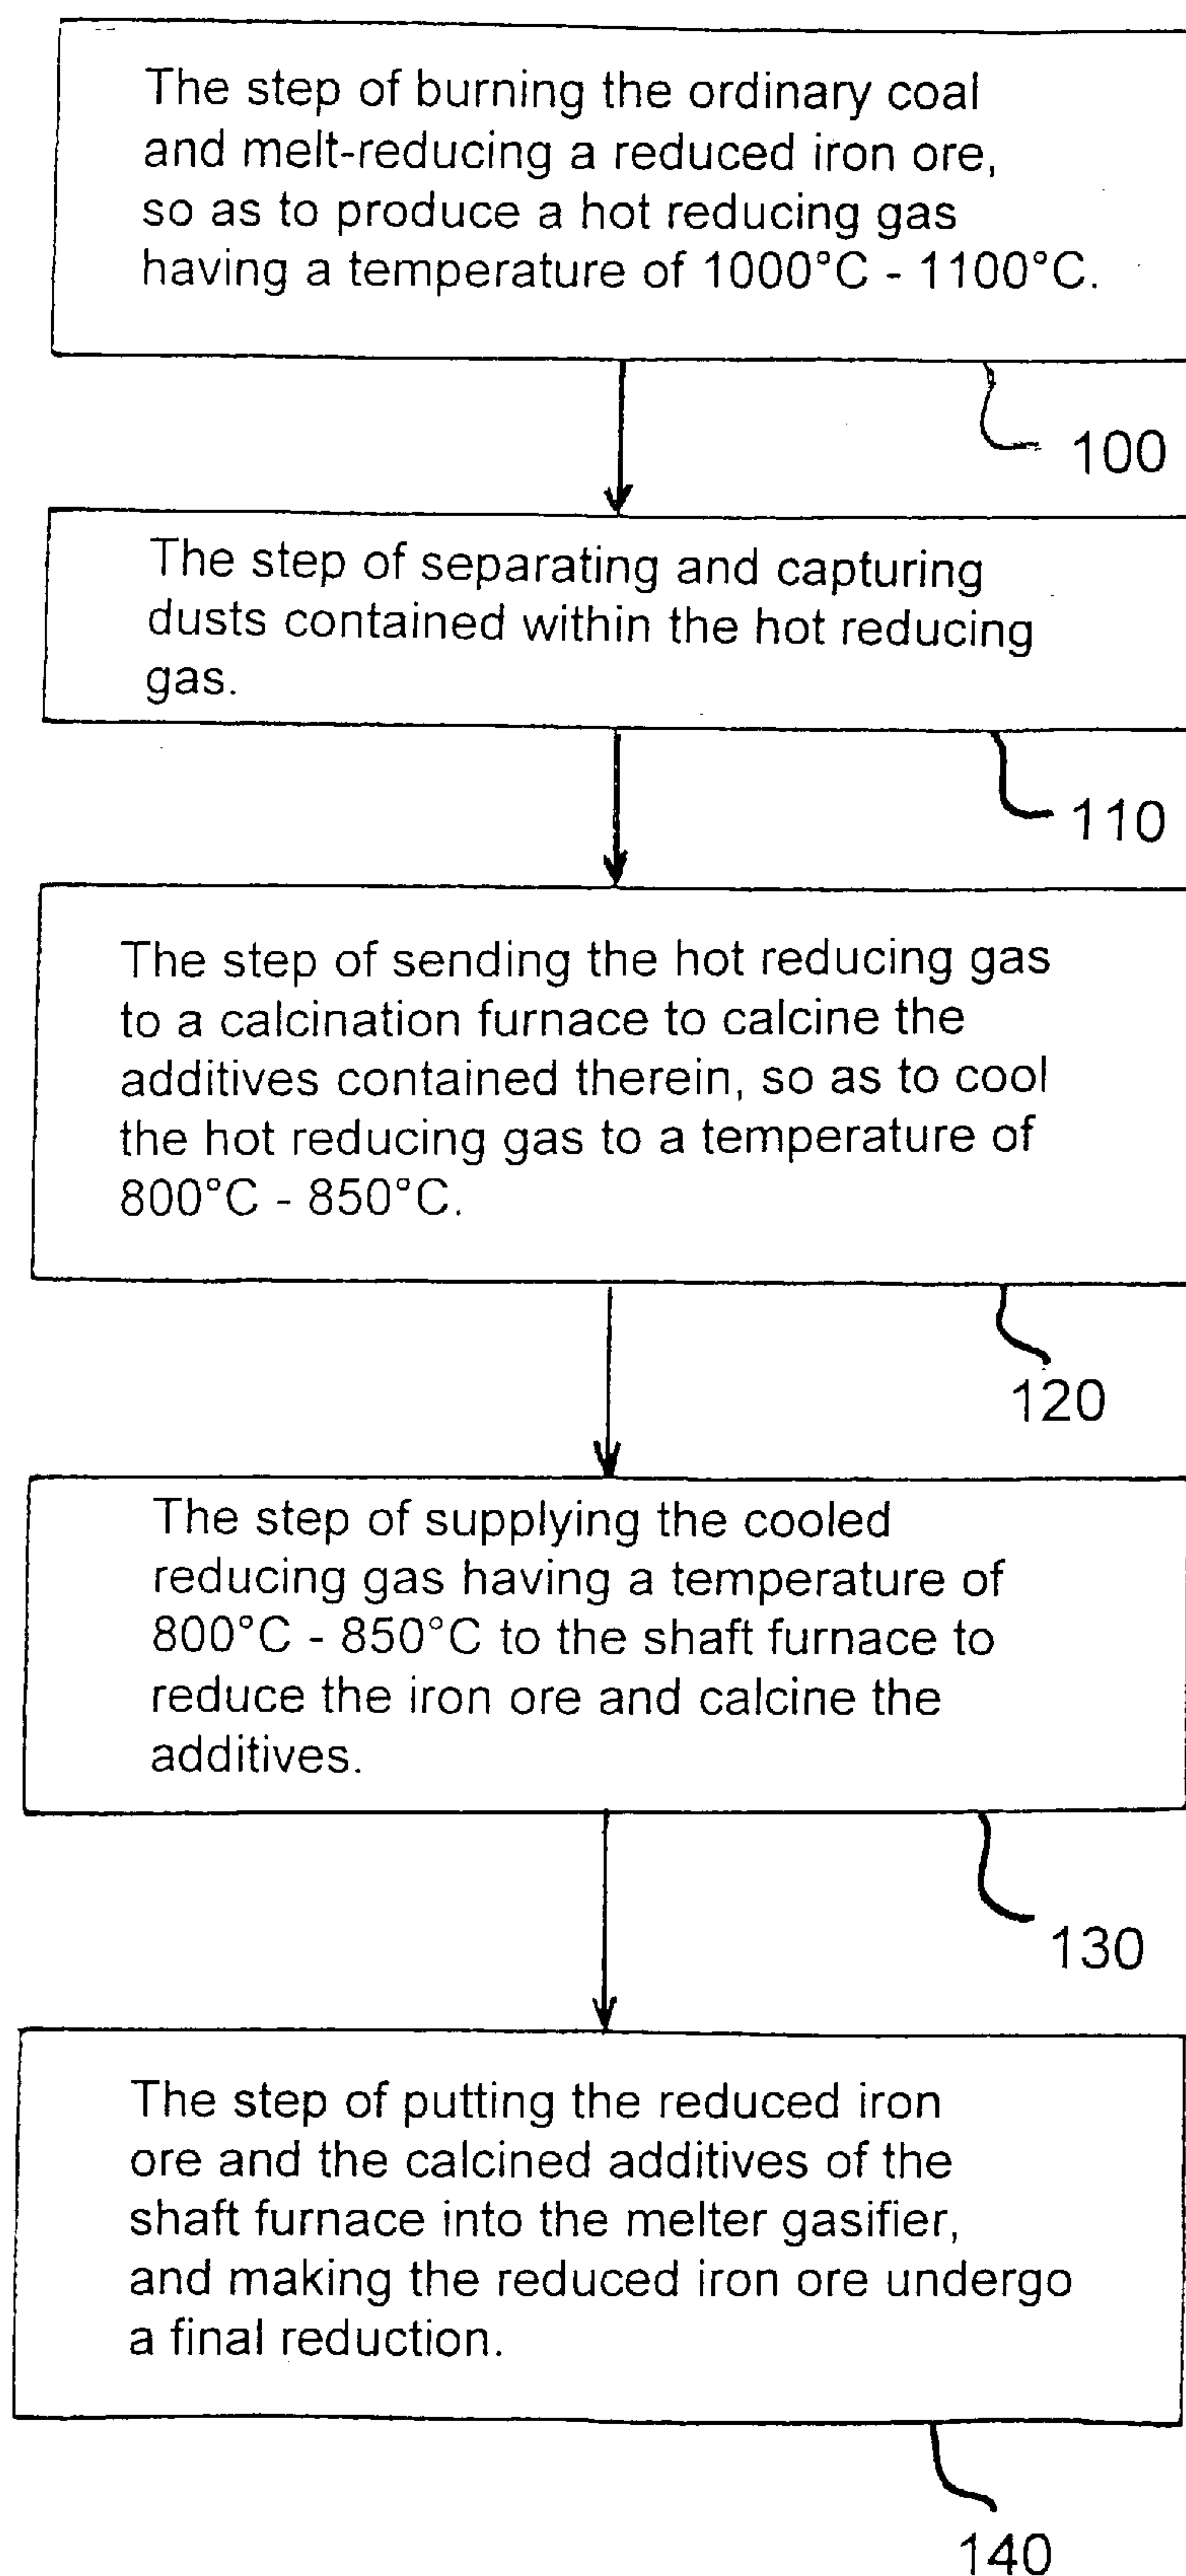 The step of burning the ordinary coal
and melt-reducing a reduced iron ore,
so as to produce a hot reducing gas
having a temperature of 1000°C - 1100°C.
100
The step of separating and capturing
dusts contained within the hot reducing
gas.
110
The step of sending the hot reducing gas
to a calcination furnace to calcine the
additives contained therein, so as to cool
the hot reducing gas to a temperature of
800°C - 850°C.
120
The step of supplying the cooled
reducing gas having a temperature of
800°C - 850°C to the shaft furnace to
reduce the iron ore and calcine the
additives.
130
The step of putting the reduced iron
ore and the calcined additives of the
shaft furnace into the melter gasifier,
and making the reduced iron ore undergo
a final reduction.
140